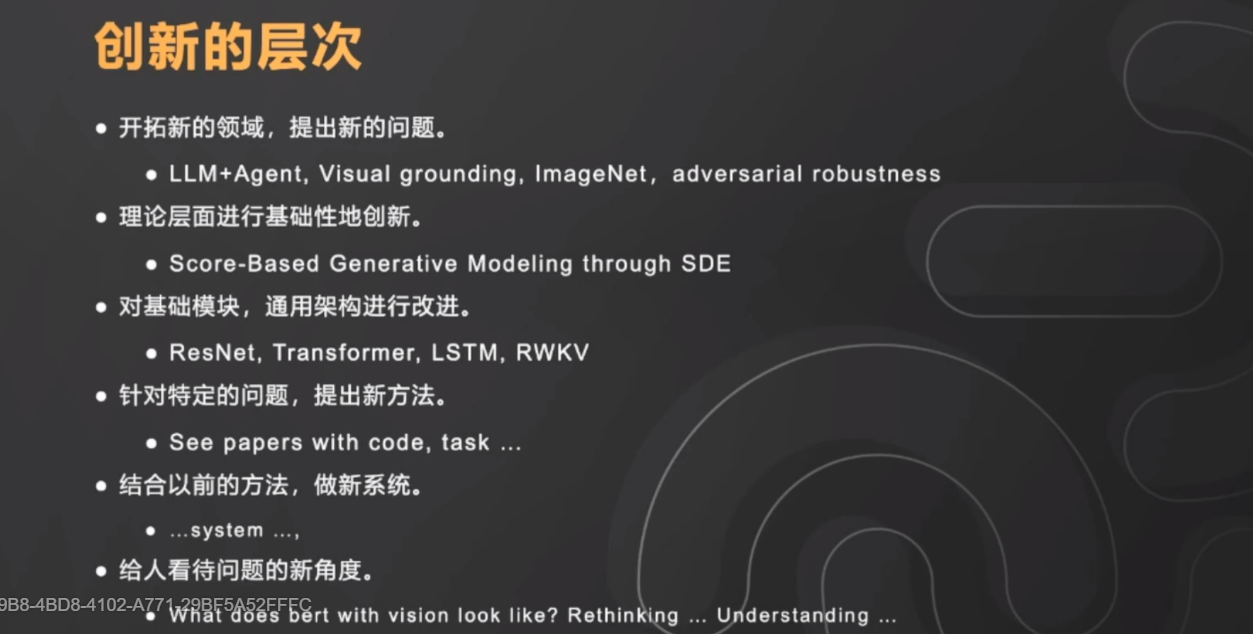 创新的层次
● 开拓新的领域，提出新的问题。
● LLM+Agent, Visual grounding, ImageNet，adversarial robustness
● 理论层面进行基础性地创新。
● Score-Based Generative Modeling through SDE
● 对基础模块，通用架构进行改进。
● ResNet, Transformer, LSTM, RWKV
● 针对特定的问题，提出新方法。
● See papers with code, task ...
● 结合以前的方法，做新系统。
● ...system ...,
● 给人看待问题的新角度。
9B8-4BD8-4102-A771-29BF5A52FFFC
● What does bert with vision look like? Rethinking ... Understanding ...